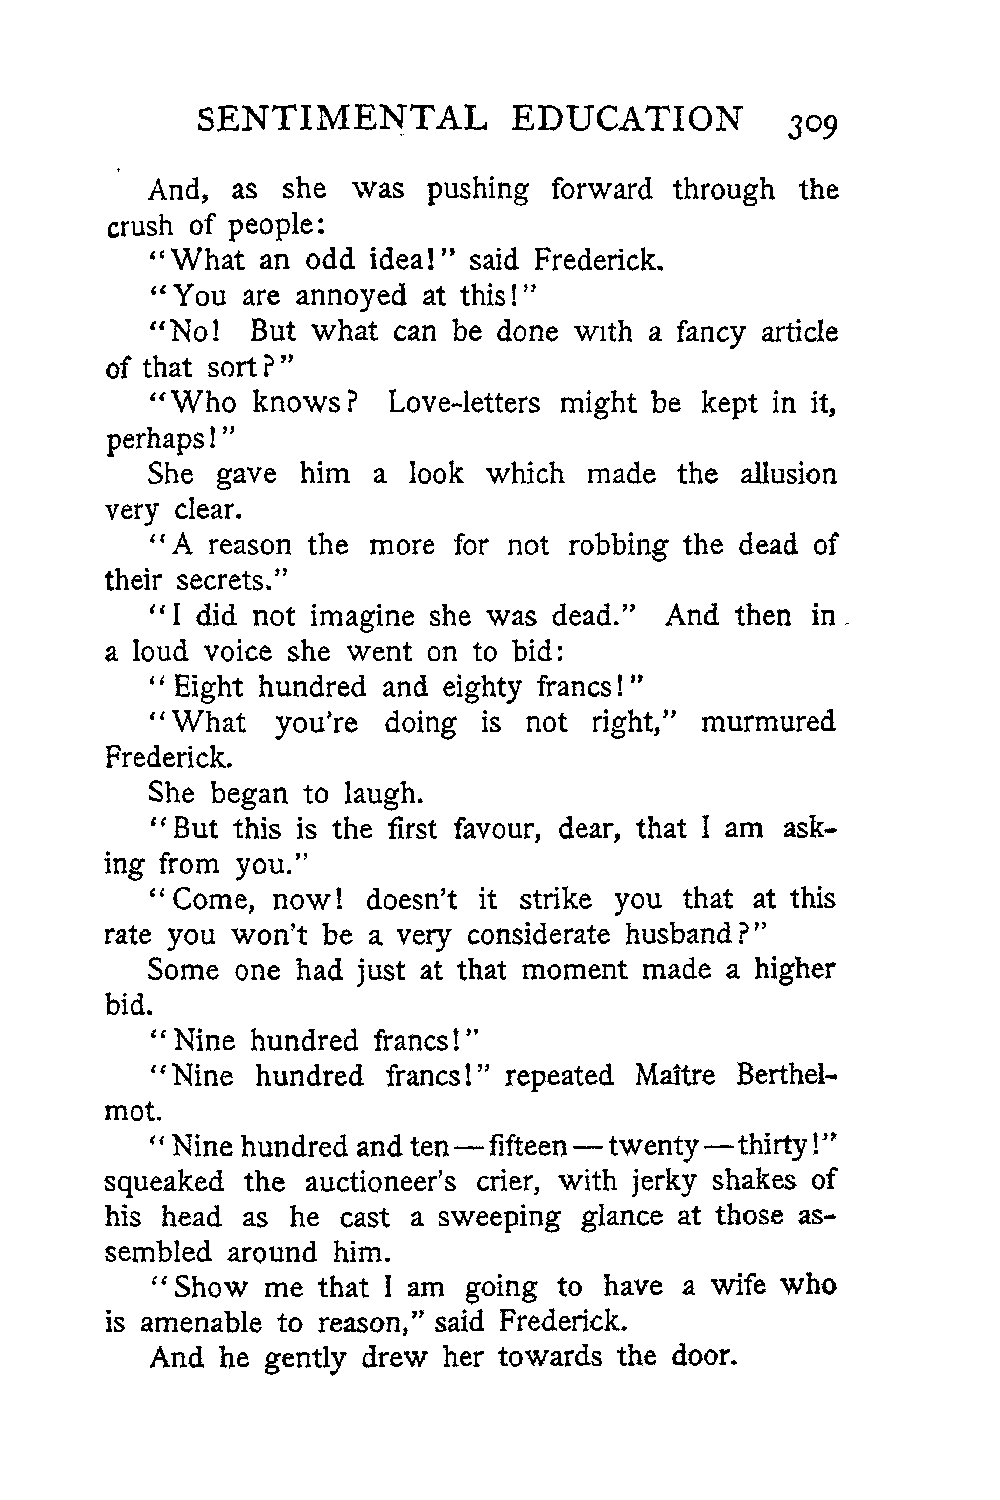 SENTIMENTAL EDUCATION 309
And, as she was pushing forward through the
crush of people:
“What an odd idea!” said Frederick.
“You are annoyed at this!”
“No! But what can be done with a fancy article
of that sort?”
“Who knows? Love-letters might be kept in it,
perhaps!”
She gave him a look which made the allusion
very clear.
“A reason the more for not robbing the dead of
their secrets.”
“I did not imagine she was dead.” And then in
a loud voice she went on to bid:
“Eight hundred and eighty francs!”
“What you're doing is not right,” murmured
Frederick.
She began to laugh.
“But this is the first favour, dear, that I am ask-
ing from you.”
“Come, now! doesn't it strike you that at this
rate you won't be a very considerate husband?”
Some one had just at that moment made a higher
bid.
“Nine hundred francs!”
“Nine hundred francs!” repeated Maître Berthel-
mot.
“Nine hundred and ten—fifteen—twenty—thirty!”
squeaked the auctioneer's crier, with jerky shakes of
his head as he cast a sweeping glance at those as-
sembled around him.
“Show me that I am going to have a wife who
is amenable to reason,” said Frederick.
And he gently drew her towards the door.